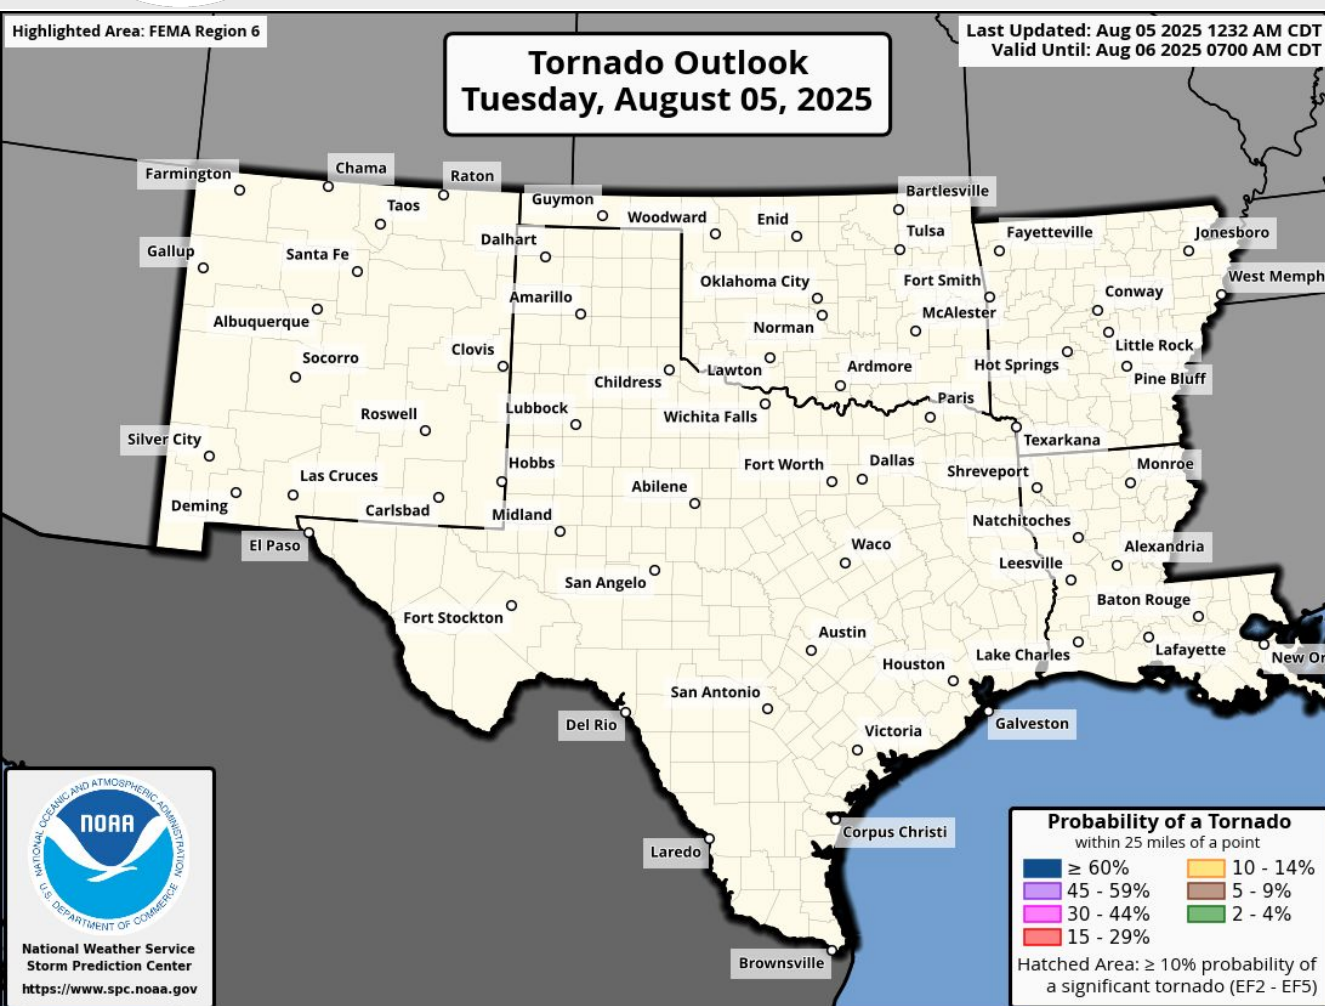 Highlighted Area: FEMA Region 6
Last Updated: Aug 05 2025 1232 AM CDT
Valid Until: Aug 06 2025 0700 AM CDT
Tornado Outlook
Tuesday, August 05, 2025
Farmington
Chama
Raton
Taos
Guymon
Woodward
Enid
Bartlesville
Tulsa
Fayetteville
Jonesboro
Gallup
Santa Fe
Dalhart
Oklahoma City
Fort Smith
West Memph
Conway
Amarillo
Albuquerque
Norman
McAlester
Little Rock
Socorro
Clovis
Childress
Lawton
Ardmore
Hot Springs
Pine Bluff
Roswell
Lubbock
Wichita Falls
Paris
Texarkana
Silver City
Las Cruces
Hobbs
Fort Worth
Dallas
Shreveport
Monroe
Deming
Carlsbad
Midland
Abilene
Natchitoches
El Paso
Waco
Alexandria
San Angelo
Leesville
Fort Stockton
Baton Rouge
Austin
Houston
Lake Charles
Lafayette
New Or
San Antonio
Del Rio
Victoria
Galveston
Corpus Christi
Laredo
Brownsville
NATIONAL OCEANIC AND ATMOSPHERIC ADMINISTRATION
NOAA
U.S. DEPARTMENT OF COMMERCE
National Weather Service
Storm Prediction Center
https://www.spc.noaa.gov
Probability of a Tornado
within 25 miles of a point
≥ 60%
45 - 59%
30 - 44%
15 - 29%
10 - 14%
5 - 9%
2 - 4%
Hatched Area: ≥ 10% probability of
a significant tornado (EF2 - EF5)